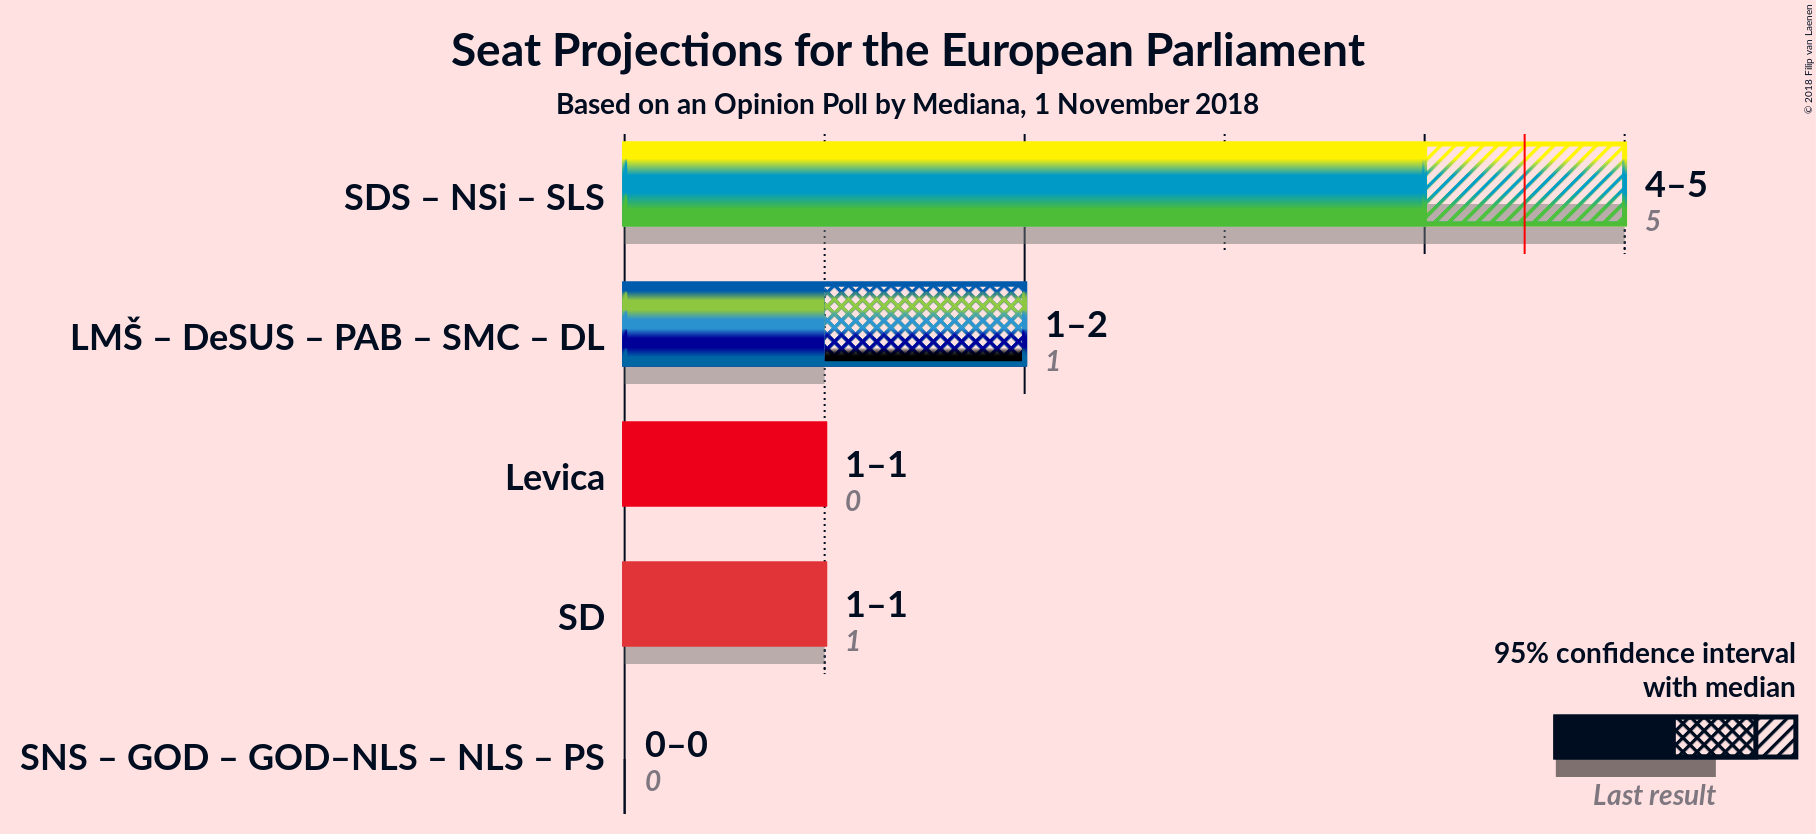 Seat Projections for the European Parliament
Based on an Opinion Poll by Mediana, 1 November 2018
© 2018 Filip van Laenen
SDS – NSi – SLS
4–5
5
LMŠ – DeSUS – PAB – SMC – DL
1–2
1
Levica
1–1
0
SD
1–1
1
SNS – GOD – GOD–NLS – NLS – PS
0–0
0
95% confidence interval
with median
Last result